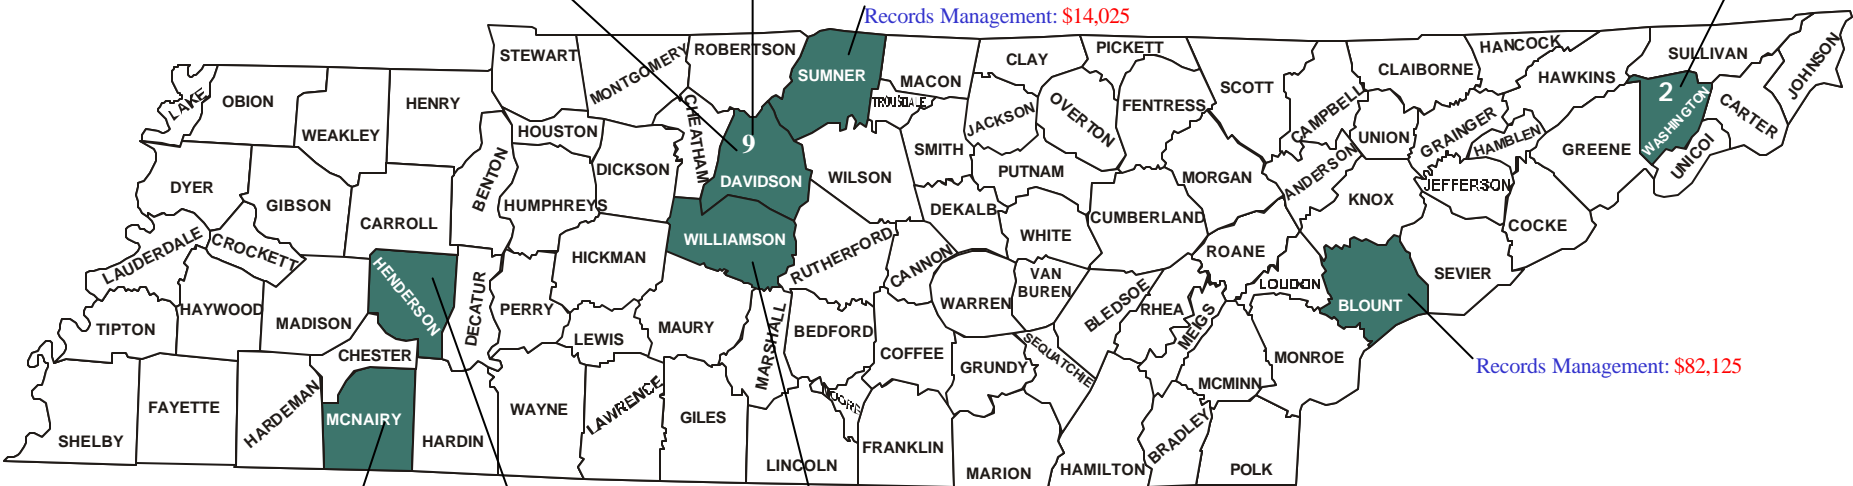 Records Management: $14,025
STEWART
MONTGOMERY
ROBERTSON
SUMNER
MACON
TROUSDALE
CLAY
PICKETT
SCOTT
CLAIBORNE
HANCOCK
HAWKINS
SULLIVAN
JOHNSON
LAKE
OBION
WEAKLEY
HENRY
HOUSTON
CHEATHAM
9
DAVIDSON
JACKSON
OVERTON
FENTRESS
CAMPBELL
UNION
GRAINGER
HAMBLEN
GREENE
2
WASHINGTON
CARTER
UNICOI
DYER
GIBSON
CARROLL
BENTON
HUMPHREYS
DICKSON
WILSON
SMITH
PUTNAM
MORGAN
ANDERSON
KNOX
JEFFERSON
COCKE
LAUDERDALE
CROCKETT
HICKMAN
WILLIAMSON
RUTHERFORD
CANNON
DEKALB
WHITE
CUMBERLAND
ROANE
LOUDON
SEVIER
TIPTON
HAYWOOD
MADISON
HENDERSON
DECATUR
PERRY
LEWIS
MAURY
MARSHALL
BEDFORD
COFFEE
WARREN
VAN
BUREN
BLEDSOE
RHEA
MEIGS
BLOUNT
CHESTER
GRUNDY
SEQUATCHIE
MCMINN
MONROE
Records Management: $82,125
SHELBY
FAYETTE
HARDEMAN
MCNAIRY
HARDIN
WAYNE
LAWRENCE
GILES
LINCOLN
MOORE
FRANKLIN
MARION
HAMILTON
BRADLEY
POLK